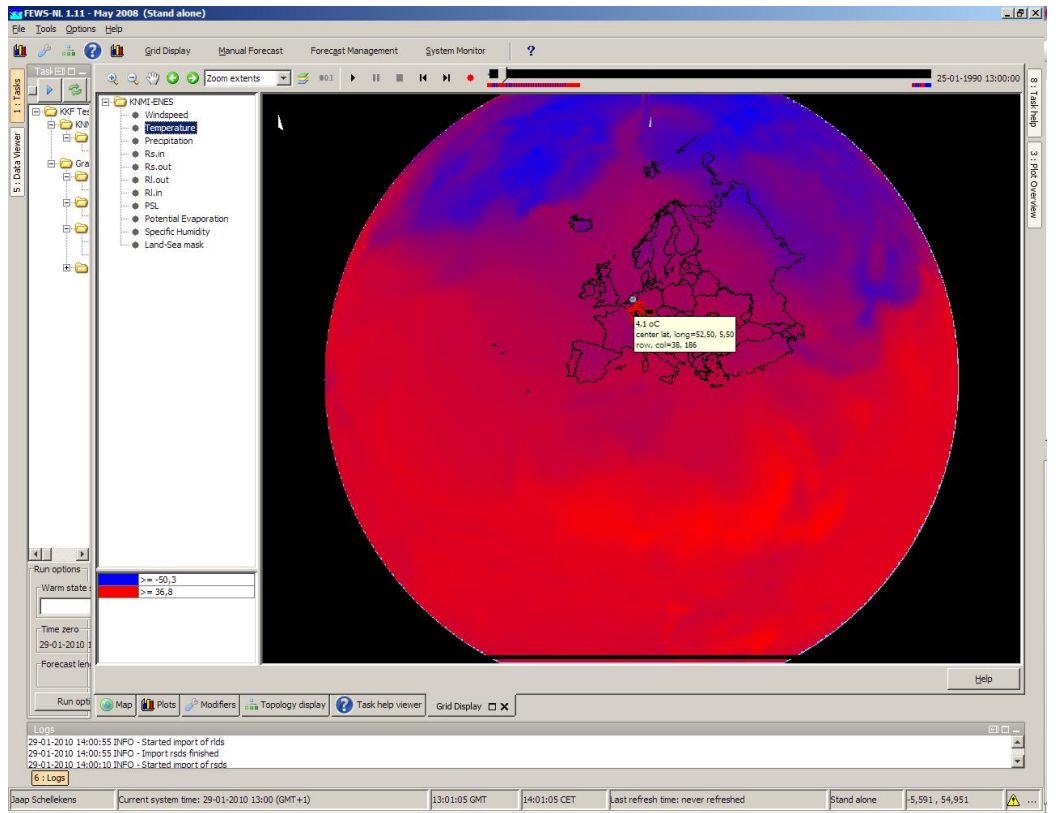 FEWS-NL 1.11 - May 2008 (Stand alone)
File Tools Options Help
Grid Display Manual Forecast Forecast Management System Monitor ?
1 : Tasks
5 : Data Viewer
Task
Zoom extents
25-01-1990 13:00:00
8 : Task help
3 : Plot Overview
KKF Tes
KN
Gra
KNMI-ENES
Windspeed
Temperature
Precipitation
Rs.in
Rs.out
Rl.out
Rl.in
PSL
Potential Evaporation
Specific Humidity
Land-Sea mask
4,1 oC
center lat, long=52,50, 5,50
row, col=38, 186
>= -50,3
>= 36,8
Run options
Warm state s
Time zero
29-01-2010 1
Forecast len
Run opti
Help
Map Plots Modifiers Topology display Task help viewer Grid Display
Logs
29-01-2010 14:00:55 INFO - Started import of rlds
29-01-2010 14:00:55 INFO - Import rsds finished
29-01-2010 14:00:10 INFO - Started import of rsds
6 : Logs
Jaap Schellekens Current system time: 29-01-2010 13:00 (GMT+1) 13:01:05 GMT 14:01:05 CET Last refresh time: never refreshed Stand alone -5,591 , 54,951 ...